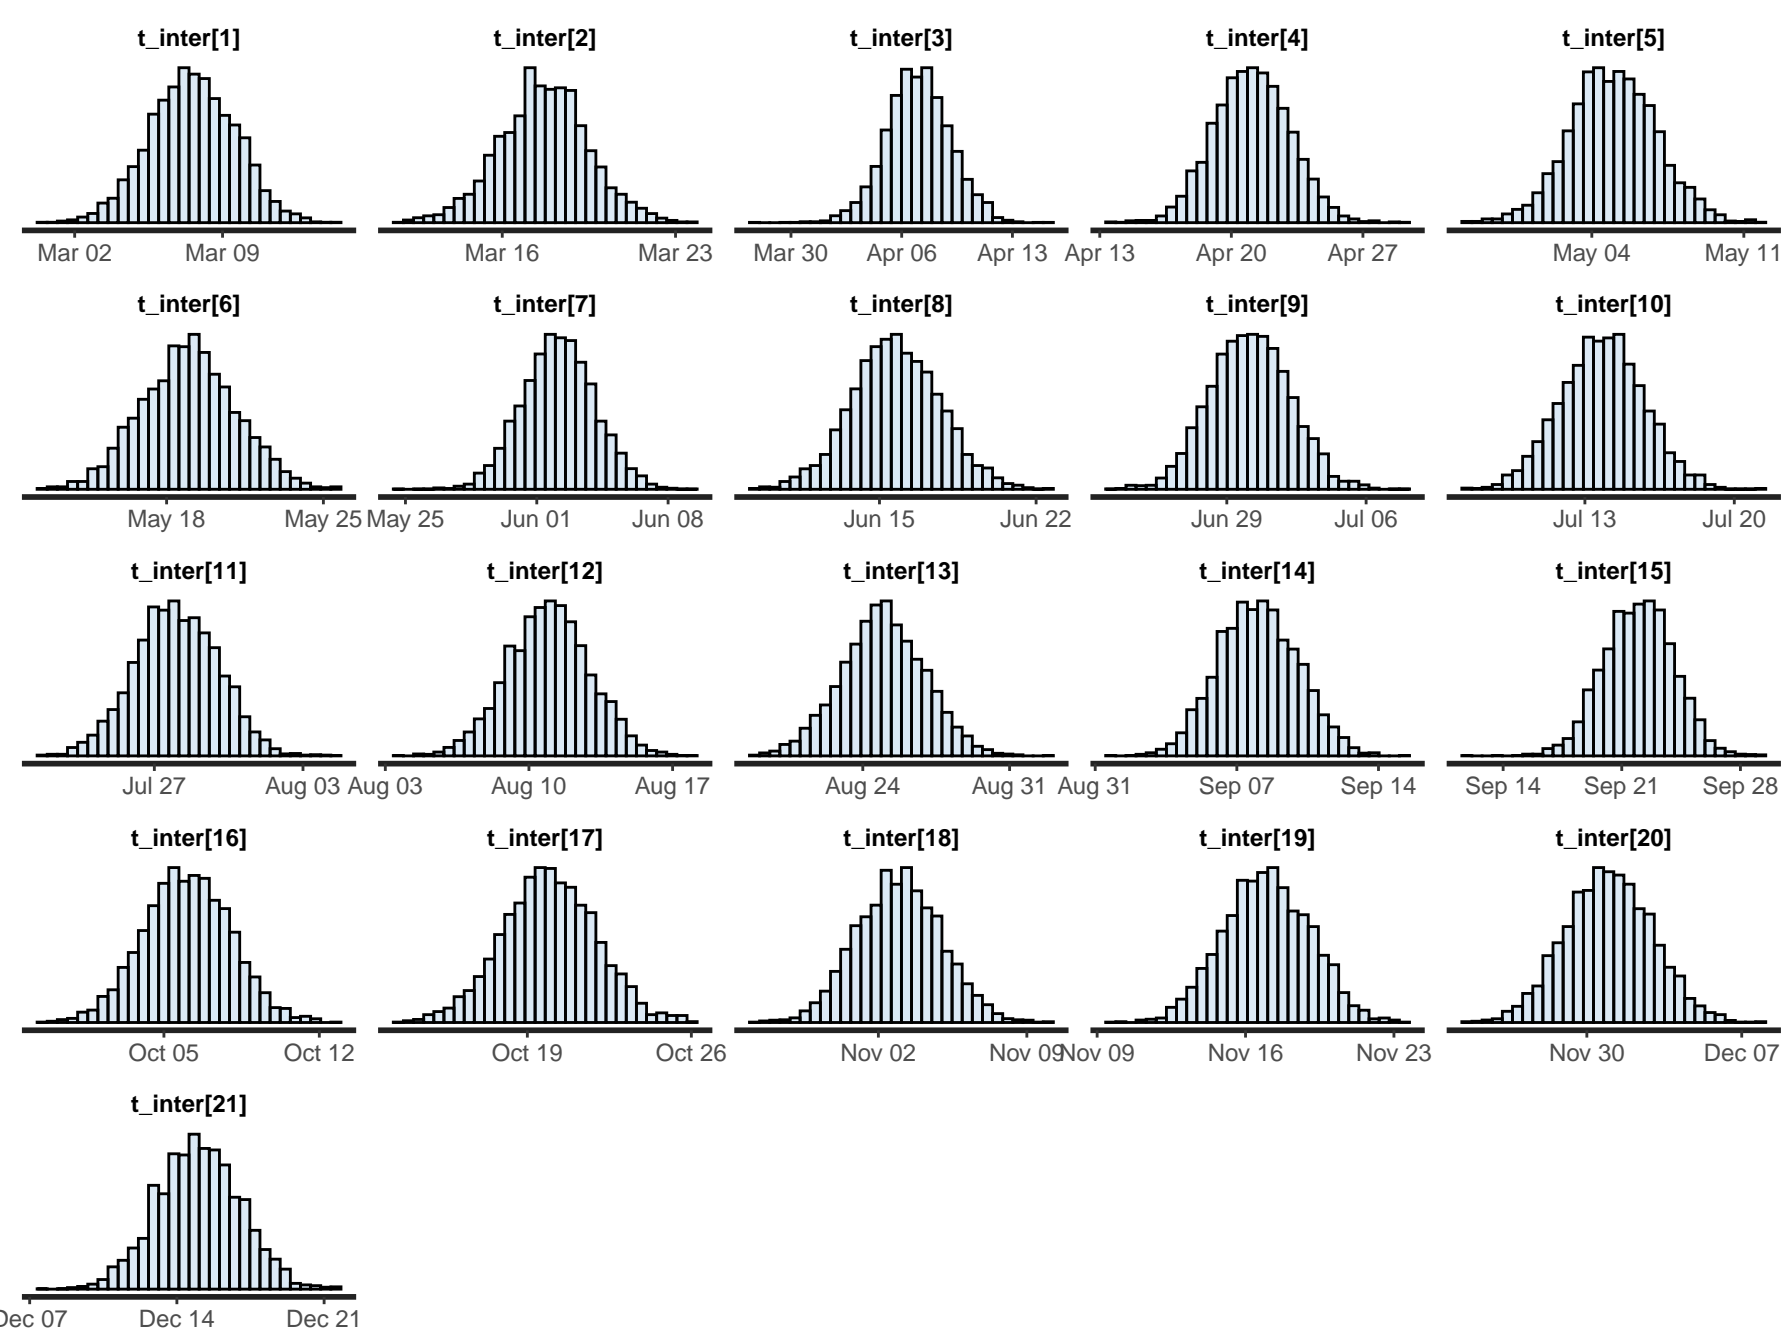 t_inter[1] t_inter[2] t_inter[3] t_inter[4] t_inter[5]
Mar 02 Mar 09 Mar 16 Mar 23 Mar 30 Apr 06 Apr 13 Apr 13 Apr 20 Apr 27 May 04 May 11
t_inter[6] t_inter[7] t_inter[8] t_inter[9] t_inter[10]
May 18 May 25 May 25 Jun 01 Jun 08 Jun 15 Jun 22 Jun 29 Jul 06 Jul 13 Jul 20
t_inter[11] t_inter[12] t_inter[13] t_inter[14] t_inter[15]
Jul 27 Aug 03 Aug 03 Aug 10 Aug 17 Aug 24 Aug 31 Aug 31 Sep 07 Sep 14 Sep 14 Sep 21 Sep 28
t_inter[16] t_inter[17] t_inter[18] t_inter[19] t_inter[20]
Oct 05 Oct 12 Oct 19 Oct 26 Nov 02 Nov 09 Nov 09 Nov 16 Nov 23 Nov 30 Dec 07
t_inter[21]
Dec 07 Dec 14 Dec 21